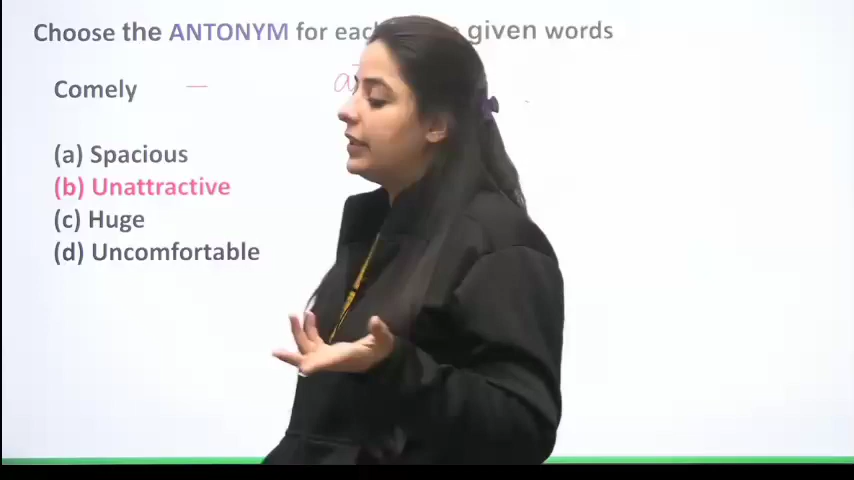 Choose the ANTONYM for each given words
Comely —
(a) Spacious
(b) Unattractive
(c) Huge
(d) Uncomfortable